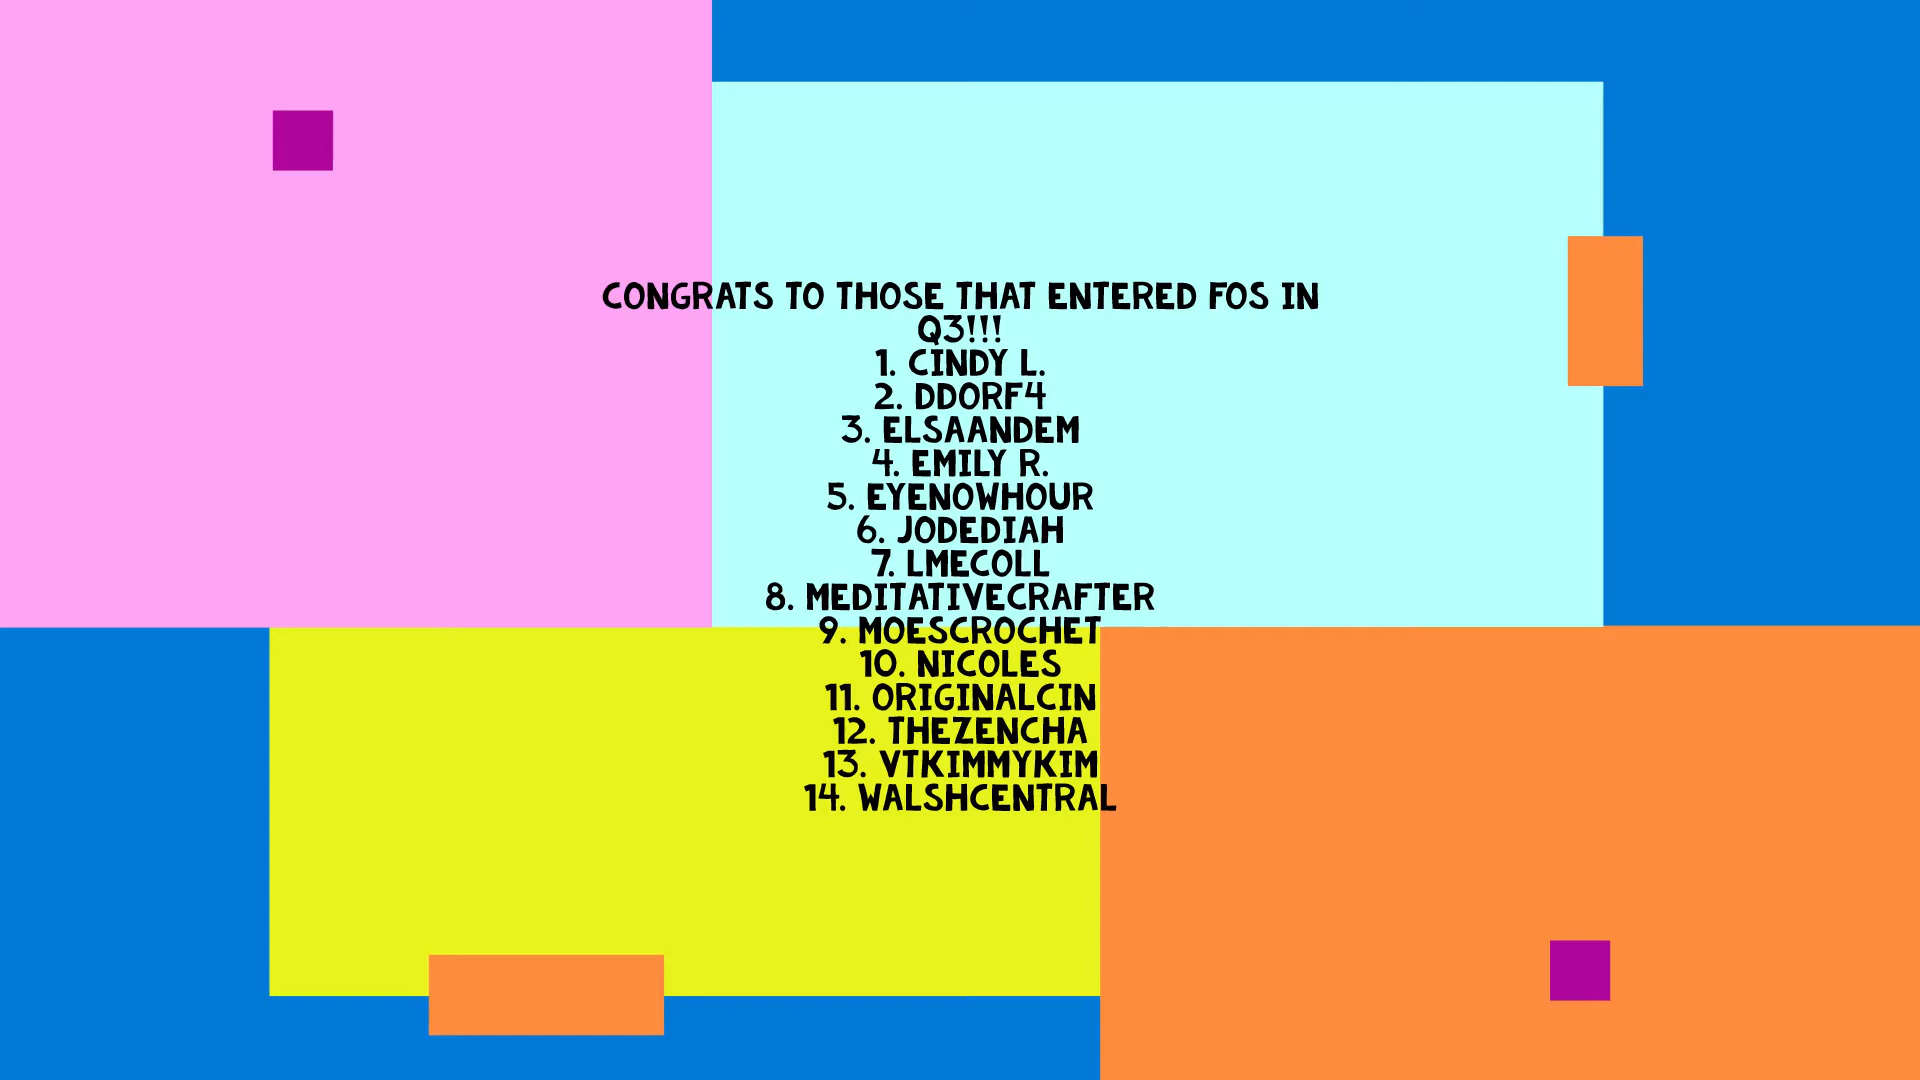 CONGRATS TO THOSE THAT ENTERED FOS IN
Q3!!!
1. CINDY L.
2. DDORF4
3. ELSAANDEM
4. EMILY R.
5. EYENOWHOUR
6. JODEDIAH
7. LMECOLL
8. MEDITATIVECRAFTER
9. MOESCROCHET
10. NICOLES
11. ORIGINALCIN
12. THEZENCHA
13. VTKIMMYKIM
14. WALSHCENTRAL